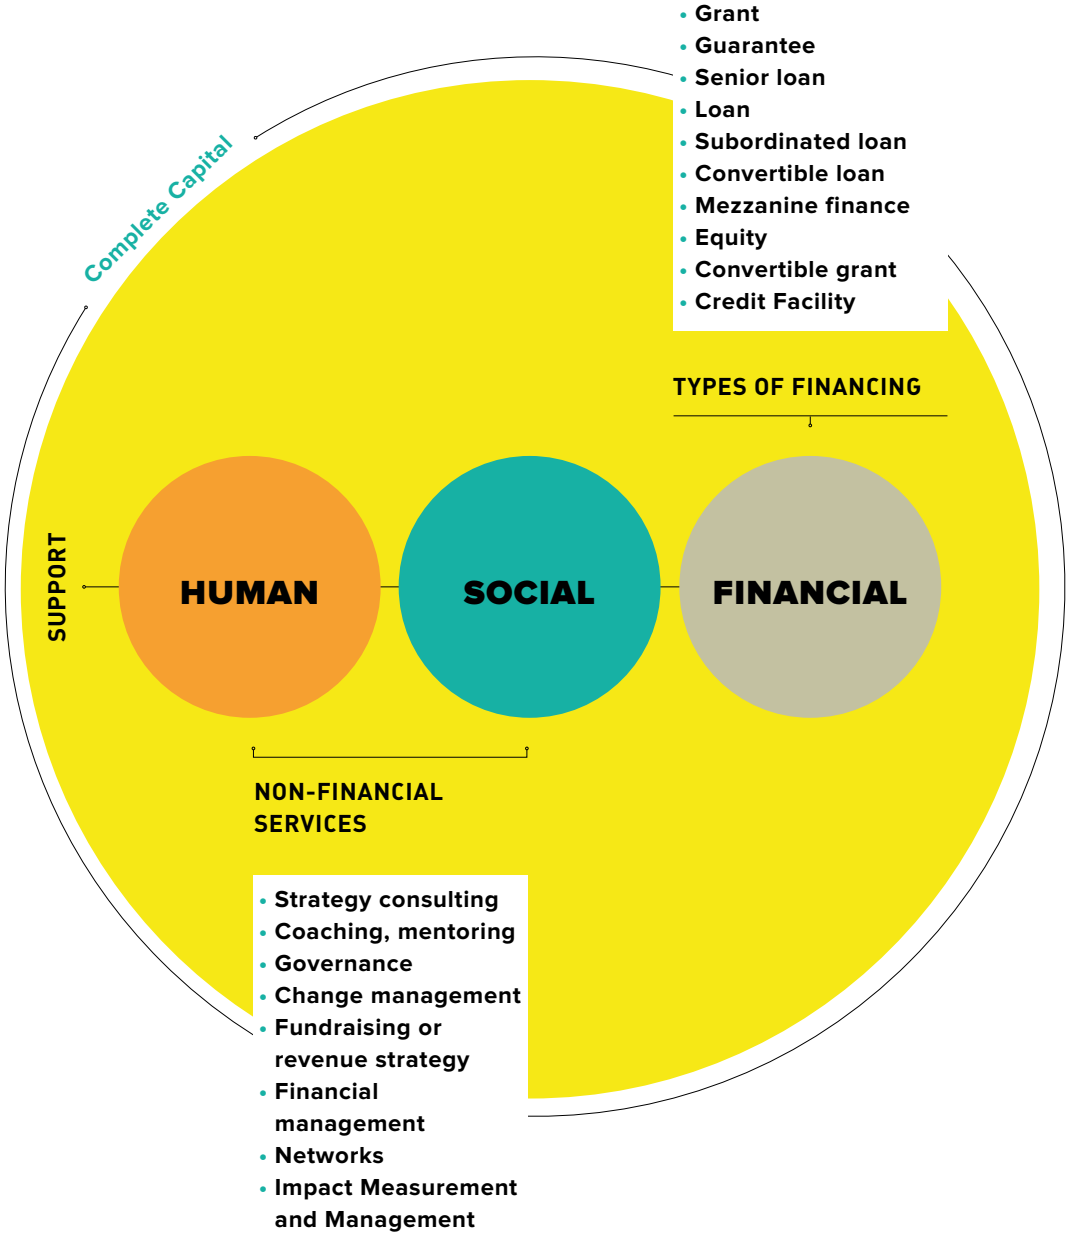 • Grant
• Guarantee
• Senior loan
• Loan
• Subordinated loan
• Convertible loan
• Mezzanine finance
• Equity
• Convertible grant
• Credit Facility
Complete Capital
TYPES OF FINANCING
SUPPORT
HUMAN
SOCIAL
FINANCIAL
NON-FINANCIAL
SERVICES
• Strategy consulting
• Coaching, mentoring
• Governance
• Change management
• Fundraising or
revenue strategy
• Financial
management
• Networks
• Impact Measurement
and Management